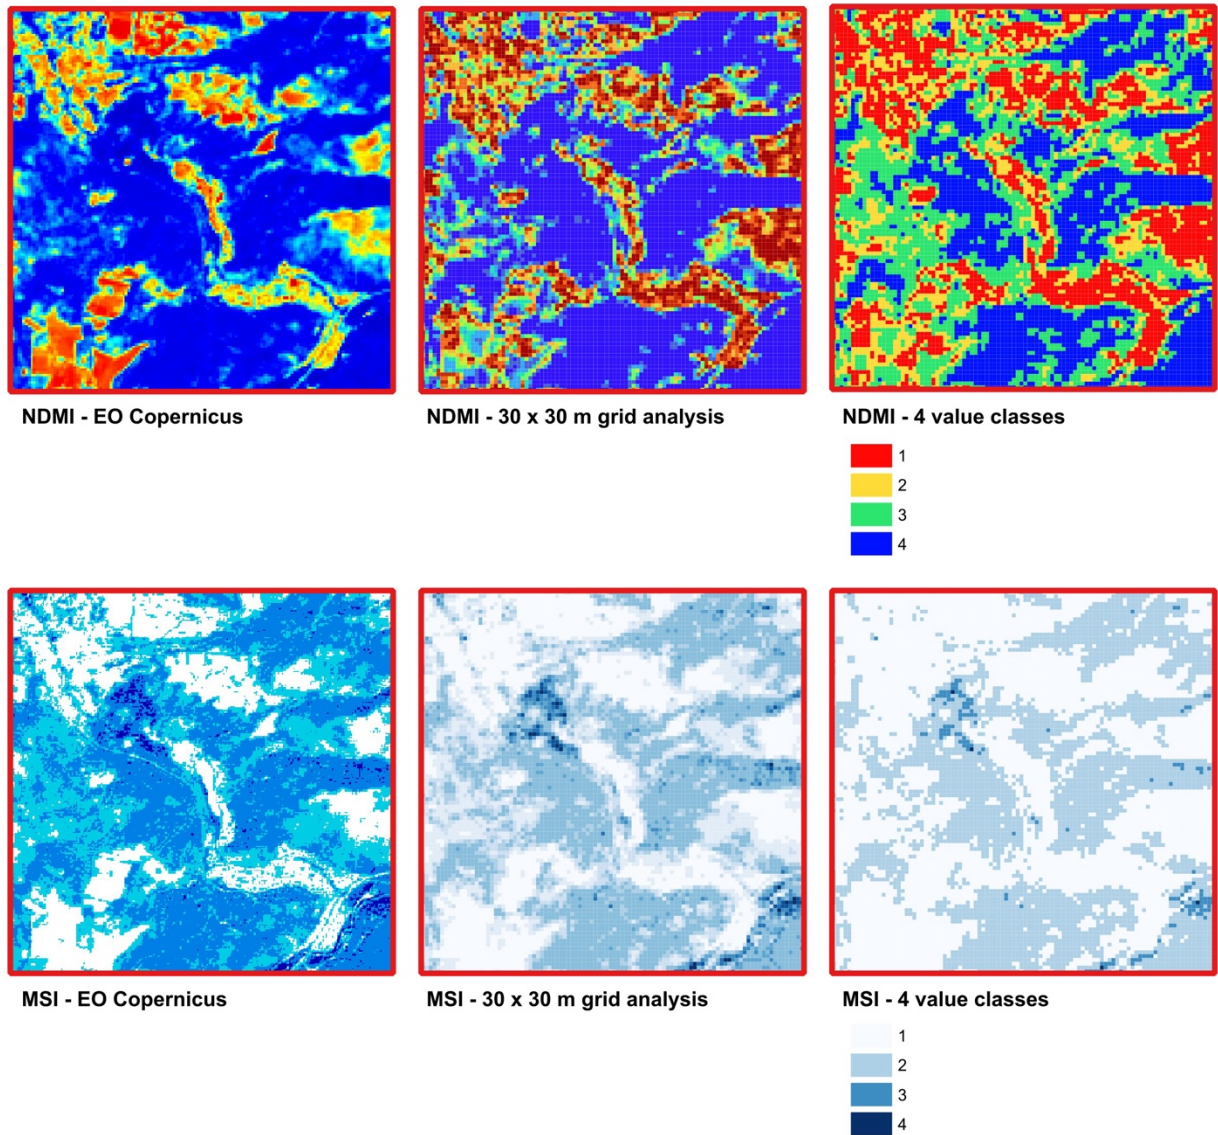 NDMI - EO Copernicus
NDMI - 30 x 30 m grid analysis
NDMI - 4 value classes
1
2
3
4
MSI - EO Copernicus
MSI - 30 x 30 m grid analysis
MSI - 4 value classes
1
2
3
4